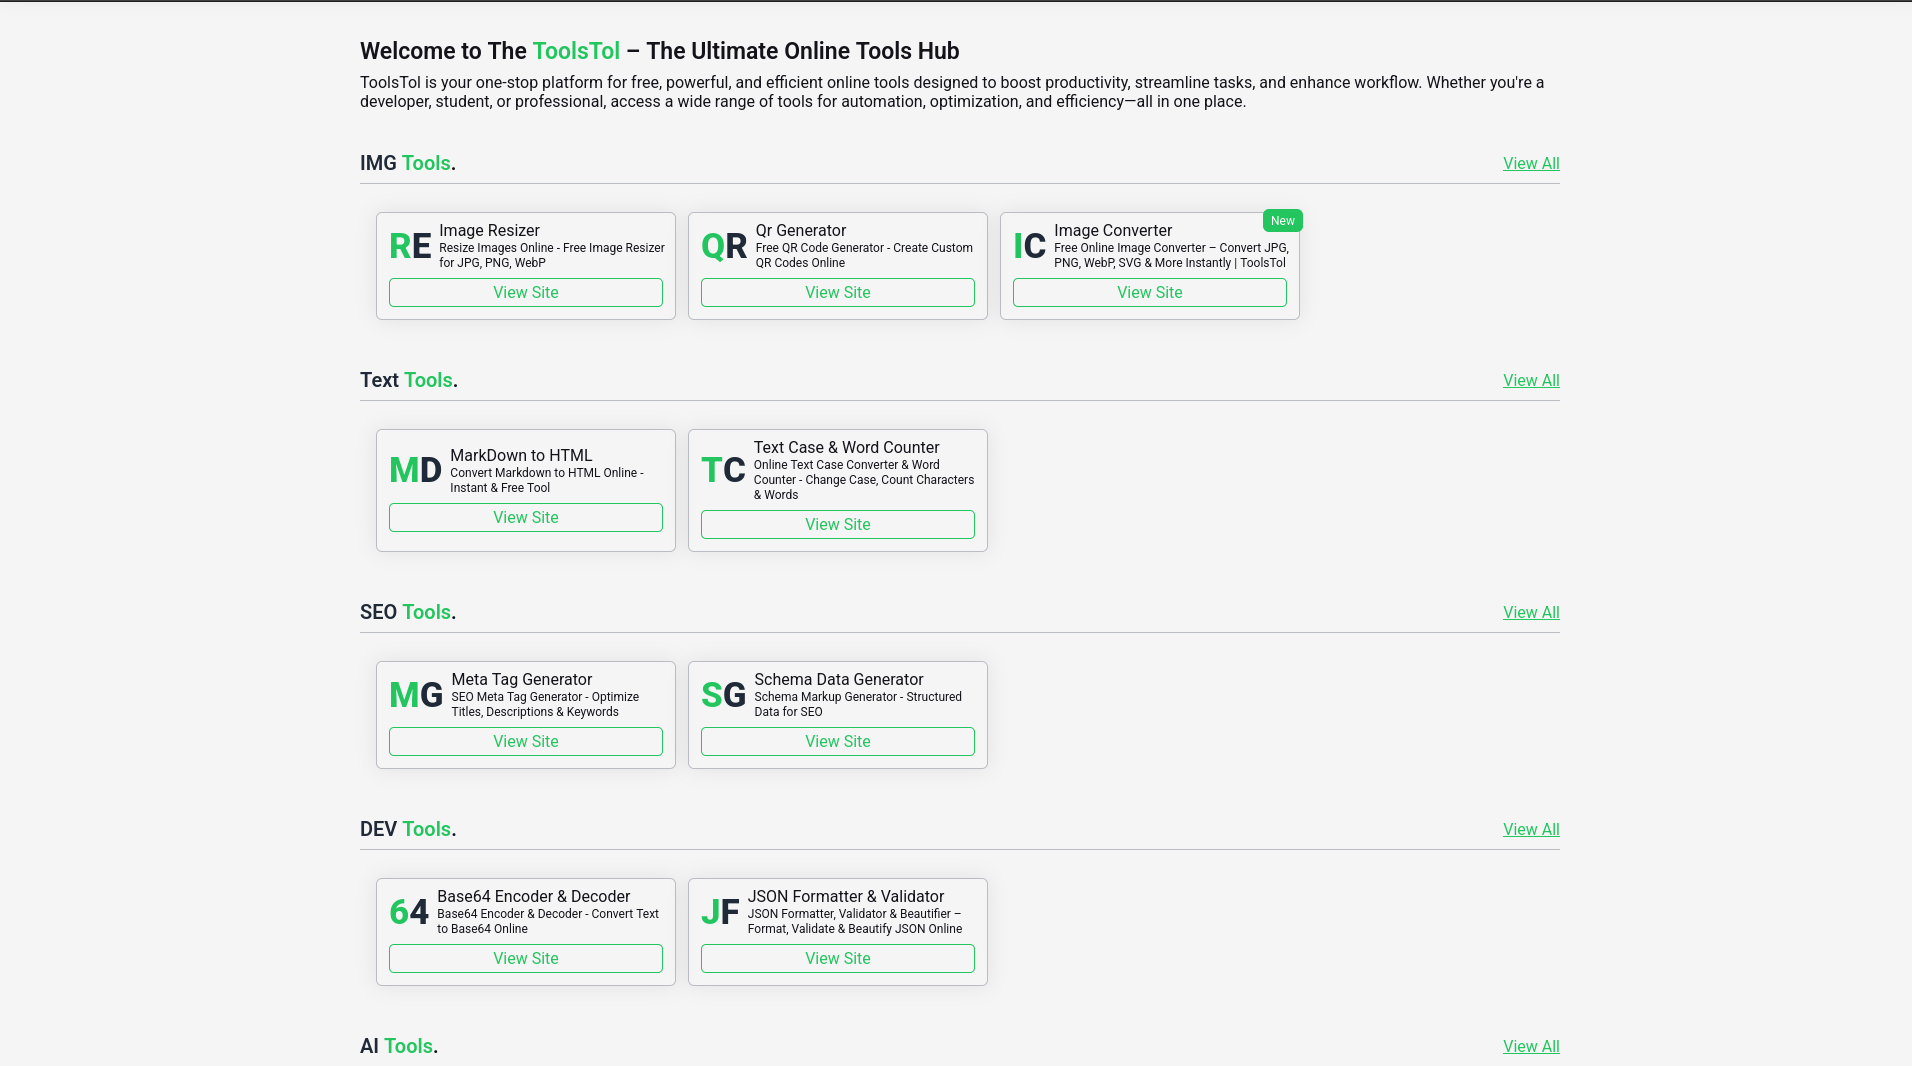 Welcome to The ToolsTol – The Ultimate Online Tools Hub
ToolsTol is your one-stop platform for free, powerful, and efficient online tools designed to boost productivity, streamline tasks, and enhance workflow. Whether you're a
developer, student, or professional, access a wide range of tools for automation, optimization, and efficiency—all in one place.
IMG Tools.
View All
RE
Image Resizer
Resize Images Online - Free Image Resizer
for JPG, PNG, WebP
View Site
QR
Qr Generator
Free QR Code Generator - Create Custom
QR Codes Online
View Site
New
IC
Image Converter
Free Online Image Converter – Convert JPG,
PNG, WebP, SVG & More Instantly | ToolsTol
View Site
Text Tools.
View All
MD
MarkDown to HTML
Convert Markdown to HTML Online -
Instant & Free Tool
View Site
TC
Text Case & Word Counter
Online Text Case Converter & Word
Counter - Change Case, Count Characters
& Words
View Site
SEO Tools.
View All
MG
Meta Tag Generator
SEO Meta Tag Generator - Optimize
Titles, Descriptions & Keywords
View Site
SG
Schema Data Generator
Schema Markup Generator - Structured
Data for SEO
View Site
DEV Tools.
View All
64
Base64 Encoder & Decoder
Base64 Encoder & Decoder - Convert Text
to Base64 Online
View Site
JF
JSON Formatter & Validator
JSON Formatter, Validator & Beautifier –
Format, Validate & Beautify JSON Online
View Site
AI Tools.
View All